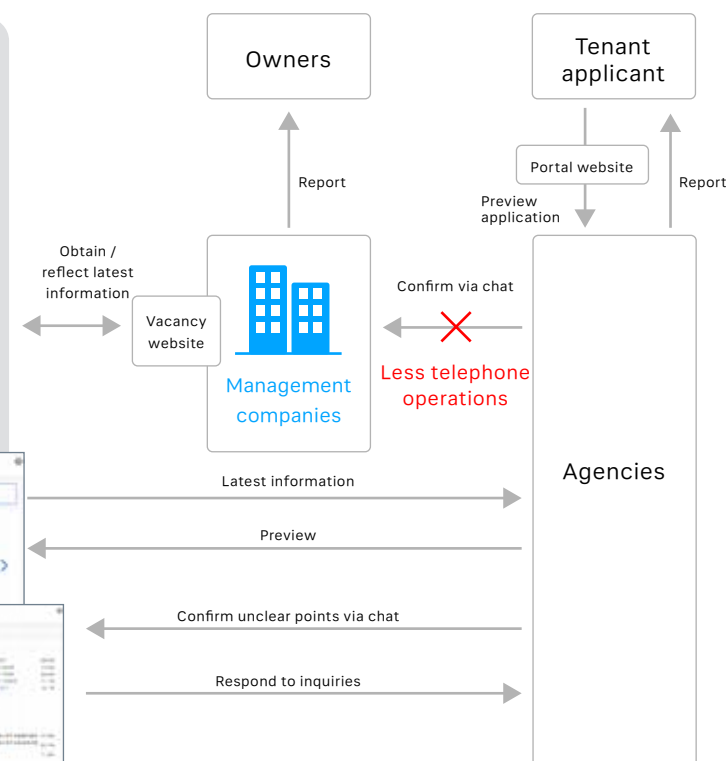 Owners
Tenant
applicant
Portal website
Report
Report
Preview
application
Obtain /
reflect latest
information
Confirm via chat
Vacancy
website
Less telephone
operations
Management
companies
Agencies
Latest information
Preview
Confirm unclear points via chat
Respond to inquiries